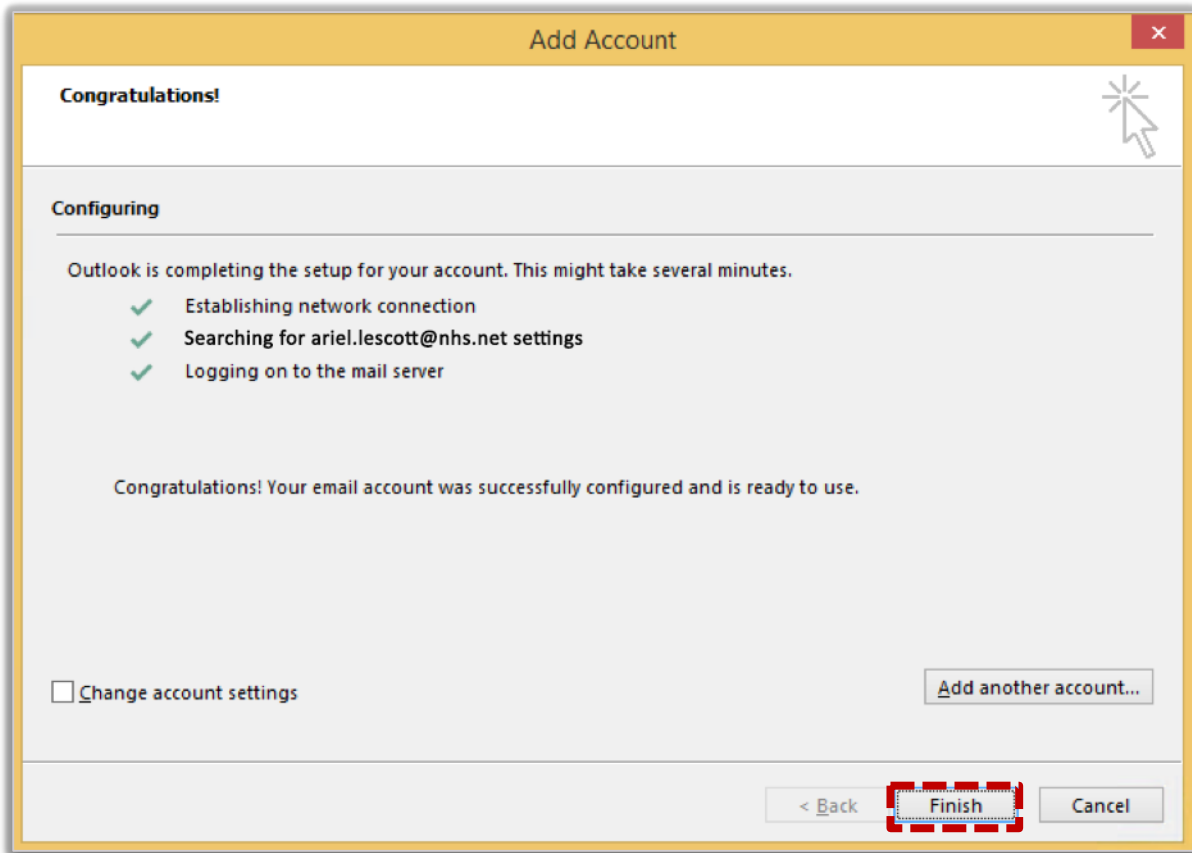 Add Account
Congratulations!
Configuring
Outlook is completing the setup for your account. This might take several minutes.
Establishing network connection
Searching for ariel.lescott@nhs.net settings
Logging on to the mail server
Congratulations! Your email account was successfully configured and is ready to use.
Change account settings
Add another account...
< Back
Finish
Cancel